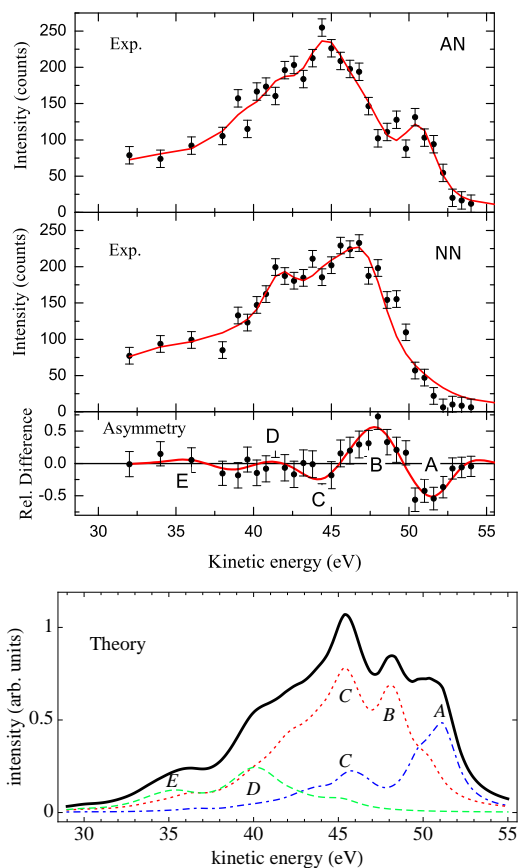 250
200
150
100
50
0
Intensity (counts)
Exp.
AN
200
150
100
50
0
Intensity (counts)
Exp.
NN
0.5
0.0
-0.5
Rel. Difference
Asymmetry
E
D
C
B
A
30 35 40 45 50 55
Kinetic energy (eV)
1
0.5
0
intensity (arb. units)
Theory
E
D
C
C
B
A
30 35 40 45 50 55
kinetic energy (eV)